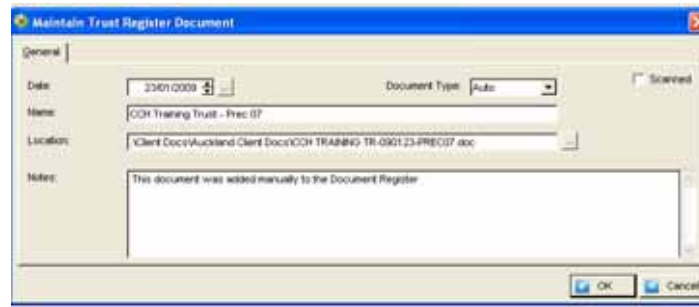 Maintain Trust Register Document
General
Date: 23/01/2009 ... Document Type: Auto Scanned
Name: CCH Training Trust - Prec 07
Location: \Client Docs\Auckland Client Docs\CCH TRAINING TR-090123-PREC07.doc ...
Notes: This document was added manually to the Document Register
OK Cancel